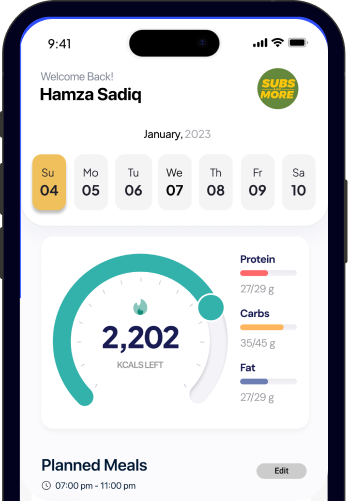 9:41
Welcome Back!
Hamza Sadiq
SUBS
MORE
January, 2023
Su Mo Tu We Th Fr Sa
04 05 06 07 08 09 10
2,202
KCALS LEFT
Protein
27/29 g
Carbs
35/45 g
Fat
27/29 g
Planned Meals
Edit
07:00 pm - 11:00 pm